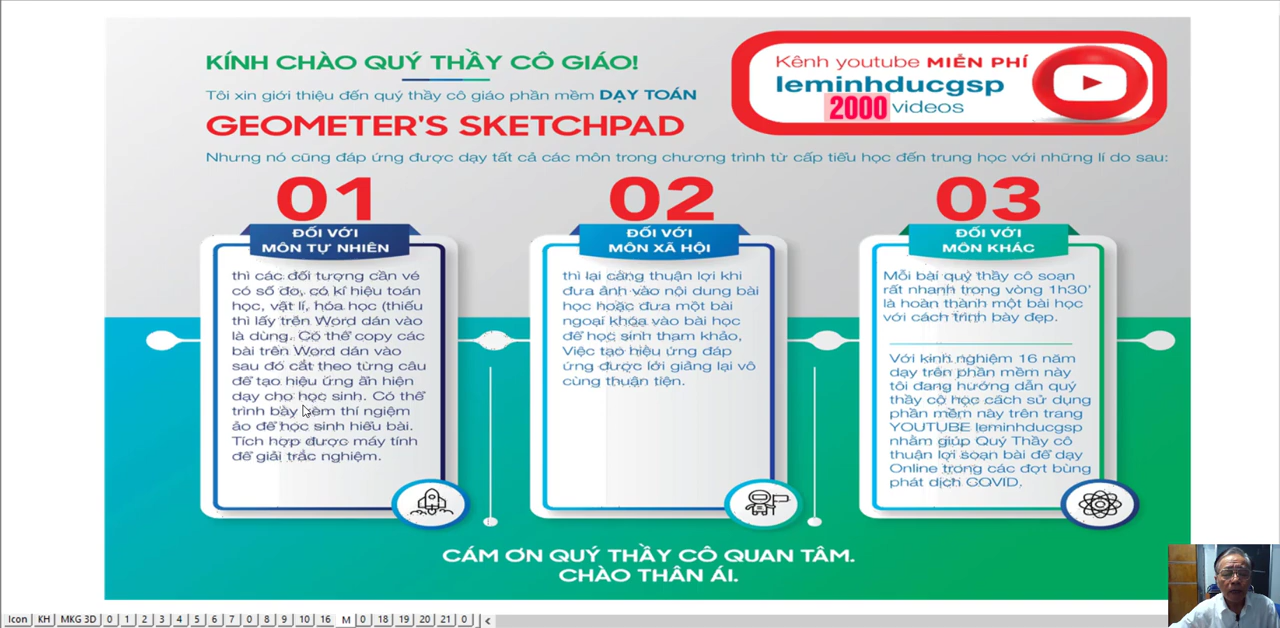 KÍNH CHÀO QUÝ THẦY CÔ GIÁO!
Tôi xin giới thiệu đến quý thầy cô giáo phần mềm DẠY TOÁN
GEOMETER'S SKETCHPAD
Kênh youtube MIỄN PHÍ
leminhducgsp
2000 videos
Nhưng nó cũng đáp ứng được dạy tất cả các môn trong chương trình từ cấp tiểu học đến trung học với những lí do sau:
01
ĐỐI VỚI
MÔN TỰ NHIÊN
thì các đối tượng cần vé
có số đo, có kí hiệu toán
học, vật lí, hóa học (thiếu
thì lấy trên Word dán vào
là dùng. Có thể copy các
bài trên Word dán vào
sau đó cắt theo từng câu
để tạo hiệu ứng ẩn hiện
dạy cho học sinh. Có thể
trình bày kèm thí ngiệm
ảo để học sinh hiểu bài.
Tích hợp được máy tính
để giải trắc nghiệm.
02
ĐỐI VỚI
MÔN XÃ HỘI
thì lại càng thuận lợi khi
đưa ảnh vào nội dung bài
học hoặc đưa một bài
ngoại khóa vào bài học
để học sinh tham khảo,
Việc tạo hiệu ứng đáp
ứng được lới giảng lại vô
cùng thuận tiện.
03
ĐỐI VỚI
MÔN KHÁC
Mỗi bài quý thầy cô soạn
rất nhanh trong vòng 1h30'
là hoàn thành một bài học
với cách trình bày đẹp.
Với kinh nghiệm 16 năm
dạy trên phần mềm này
tôi đang hướng dẫn quý
thầy cô học cách sử dụng
phần mềm này trên trang
YOUTUBE leminhducgsp
nhằm giúp Quý Thầy cô
thuận lợi soạn bài để dạy
Online trong các đợt bùng
phát dịch COVID.
CÁM ƠN QUÝ THẦY CÔ QUAN TÂM.
CHÀO THÂN ÁI.
Icon KH MKG 3D 0 1 2 3 4 5 6 7 0 8 9 10 16 M 0 18 19 20 21 0 <